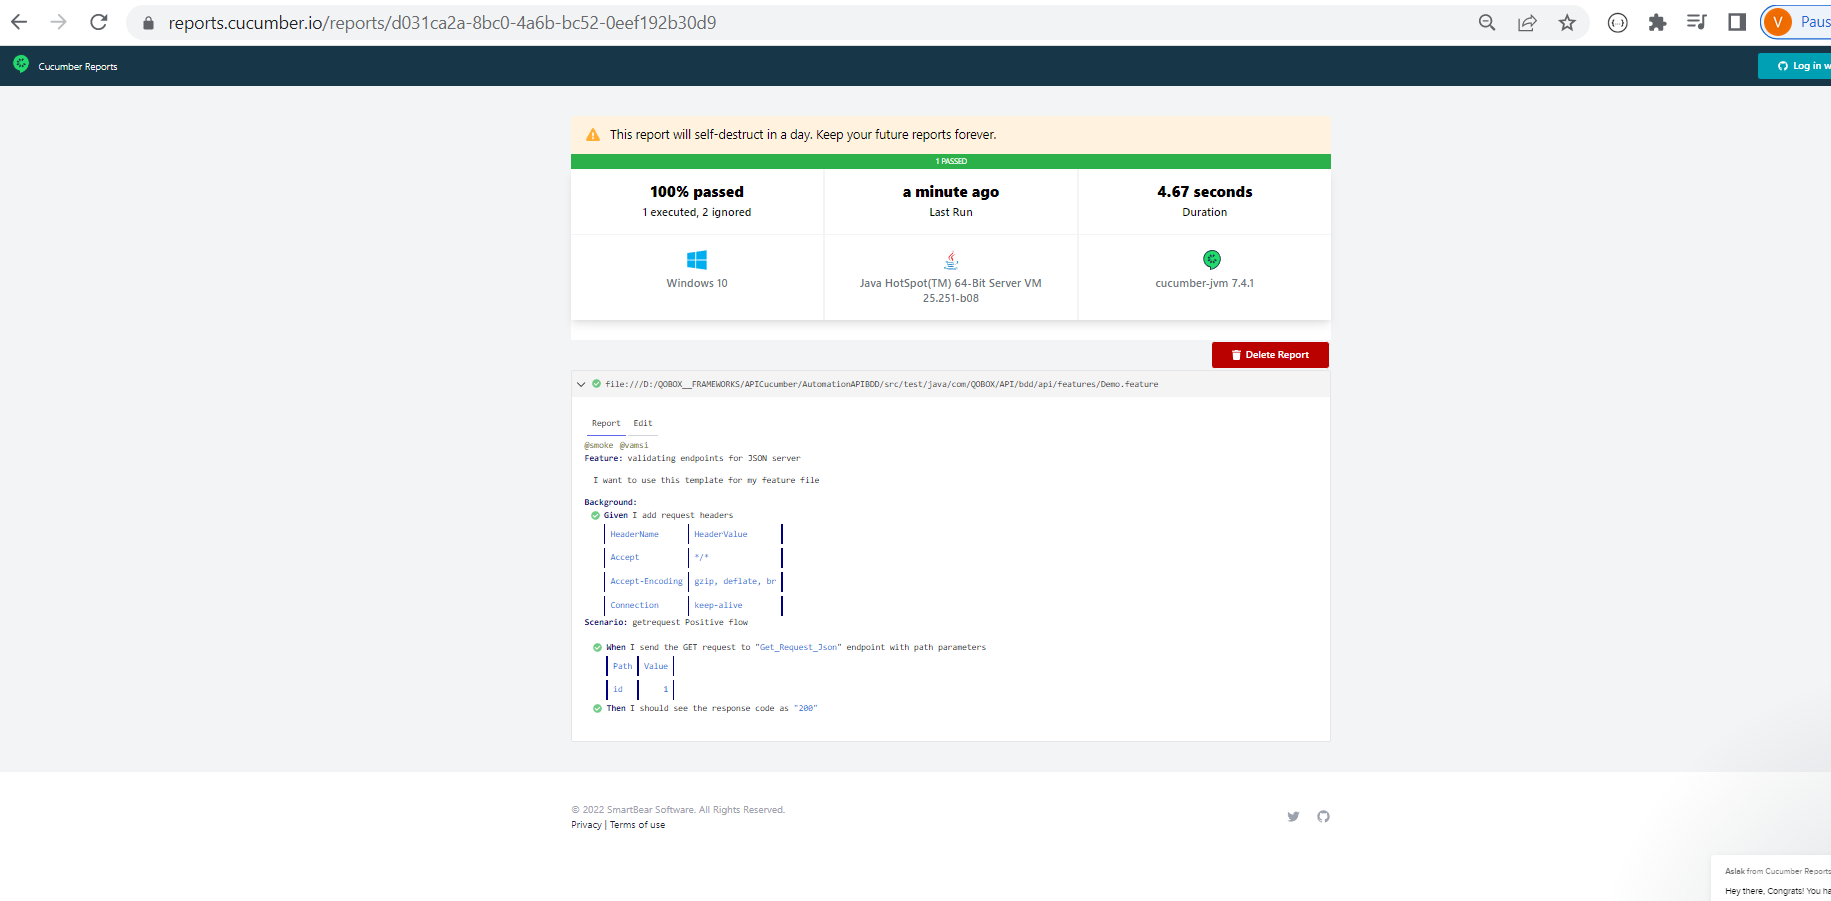 reports.cucumber.io/reports/d031ca2a-8bc0-4a6b-bc52-0eef192b30d9
V Paus
Cucumber Reports
Log in w
This report will self-destruct in a day. Keep your future reports forever.
1 PASSED
100% passed
1 executed, 2 ignored
a minute ago
Last Run
4.67 seconds
Duration
Windows 10
Java HotSpot(TM) 64-Bit Server VM
25.251-b08
cucumber-jvm 7.4.1
Delete Report
file:///D:/QOBOX__FRAMEWORKS/APICucumber/AutomationAPIBDD/src/test/java/com/QOBOX/API/bdd/api/features/Demo.feature
Report Edit
@smoke @vamsi
Feature: validating endpoints for JSON server
I want to use this template for my feature file
Background:
Given I add request headers
HeaderName HeaderValue
Accept */*
Accept-Encoding gzip, deflate, br
Connection keep-alive
Scenario: getrequest Positive flow
When I send the GET request to "Get_Request_Json" endpoint with path parameters
Path Value
id 1
Then I should see the response code as "200"
© 2022 SmartBear Software. All Rights Reserved.
Privacy | Terms of use
Aslak from Cucumber Reports
Hey there, Congrats! You ha